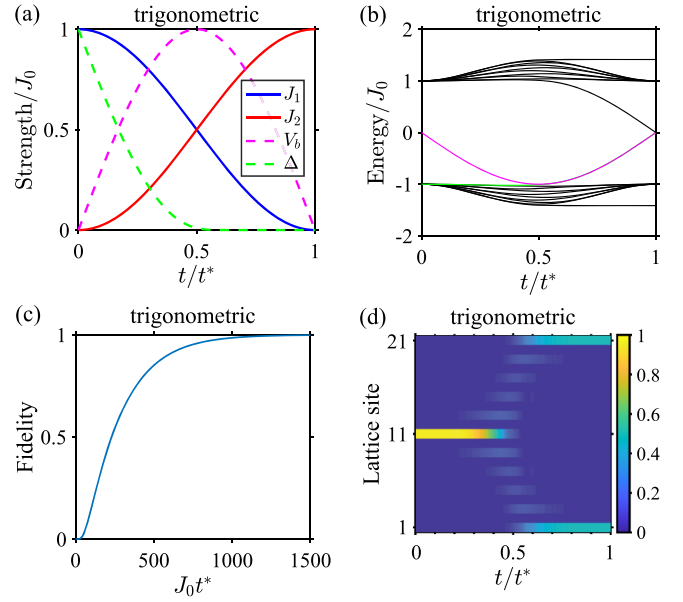 (a)
trigonometric
Strength/J₀
1
0.5
0
J₁
J₂
V_b
Δ
0
0.5
1
t/t*
(b)
trigonometric
Energy/J₀
2
1
0
-1
-2
0
0.5
1
t/t*
(c)
trigonometric
Fidelity
1
0.5
0
0
500
1000
1500
J₀t*
(d)
trigonometric
Lattice site
21
11
1
0
0.5
1
t/t*
1
0.8
0.6
0.4
0.2
0